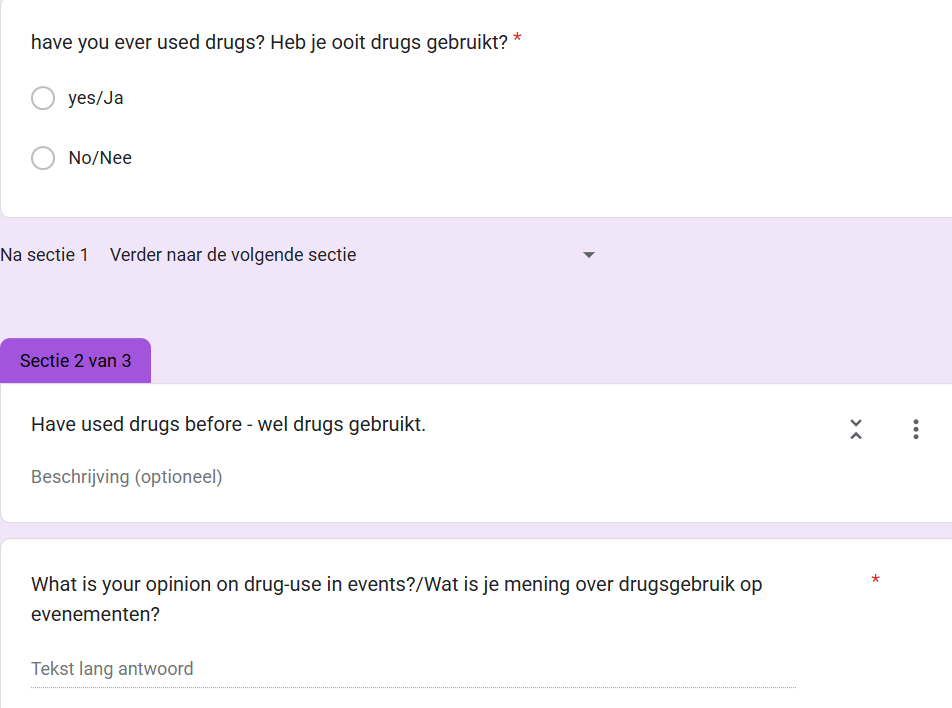 have you ever used drugs? Heb je ooit drugs gebruikt? *
yes/Ja
No/Nee
Na sectie 1 Verder naar de volgende sectie
Sectie 2 van 3
Have used drugs before - wel drugs gebruikt.
Beschrijving (optioneel)
What is your opinion on drug-use in events?/Wat is je mening over drugsgebruik op *
evenementen?
Tekst lang antwoord